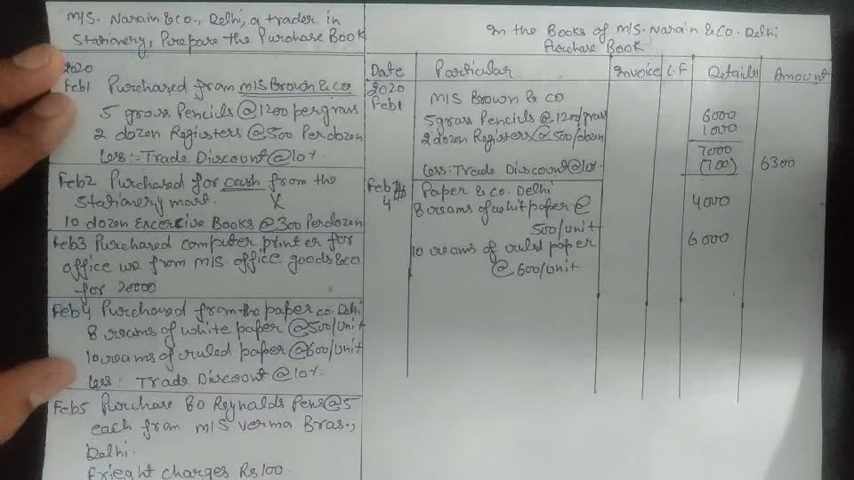 M/S. Narain & Co., Delhi, a trader in
Stationery, Prepare the Purchase Book
2020
Feb1 Purchased from M/S Brown & Co
5 gross Pencils @ 1200 per gross
2 dozen Registers @ 500 Per dozen
Less :- Trade Discount @ 10%
Feb2 Purchased for cash from the
Stationery mart. X
10 dozen Excercise Books @ 300 Per dozen
Feb3 Purchased computer printer for
office use from M/S. office goods & co
for 20000
Feb4 Purchased from the paper co. Delhi
8 reams of white paper @ 500/Unit
10 reams of ruled paper @ 600/Unit
Less: Trade Discount @ 10%
Feb5 Purchase 80 Reynalds Pens @ 5
each from M/S Verma Bros.,
Delhi.
frieght charges Rs 100
In the Books of M/S. Narain & Co. Delhi
Purchase Book
Date Particular Invoice L.F Details Amount
2020
Feb1 M/S Brown & Co
5 gross Pencils @ 1200/gross 6000
2 dozen Registers @ 500/dozen 1000
7000
Less: Trade Discount @ 10% (700) 6300
Feb
4 Paper & Co. Delhi
8 reams of whit paper @ 4000
500/unit
10 reams of ruled paper 6000
@ 600/unit